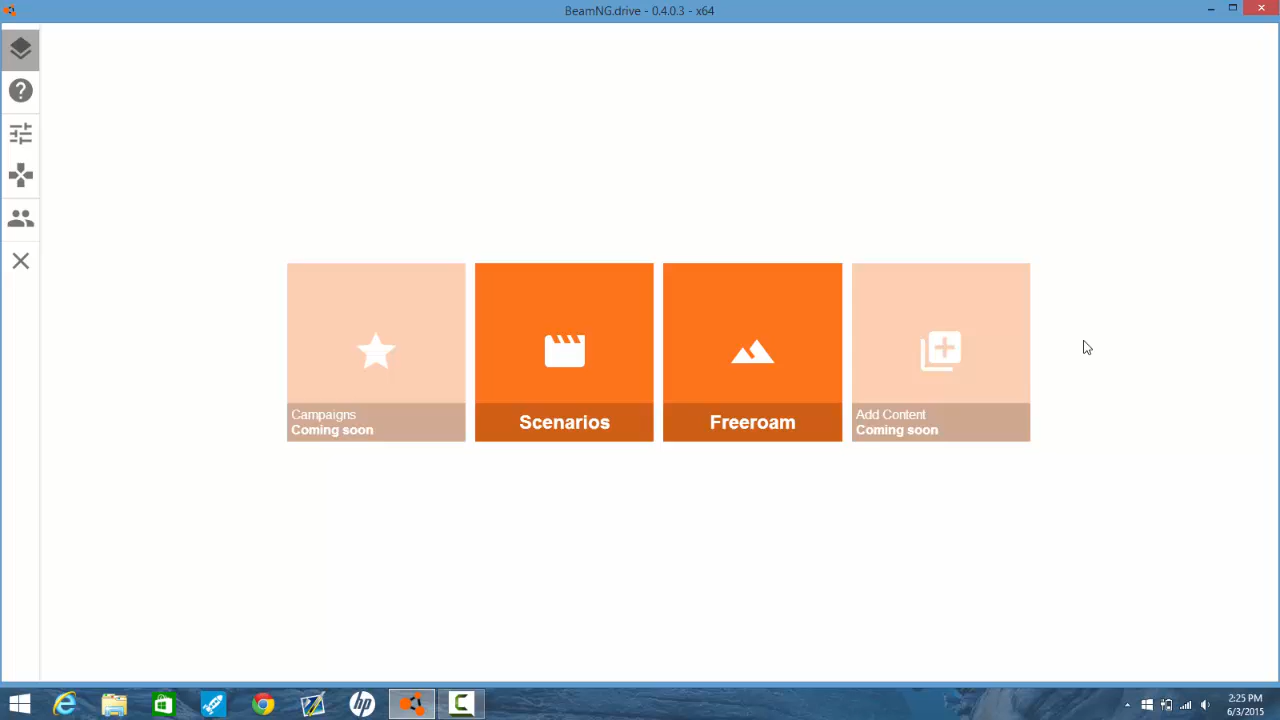 BeamNG.drive - 0.4.0.3 - x64
Campaigns
Coming soon
Scenarios
Freeroam
Add Content
Coming soon
2:25 PM
6/3/2015